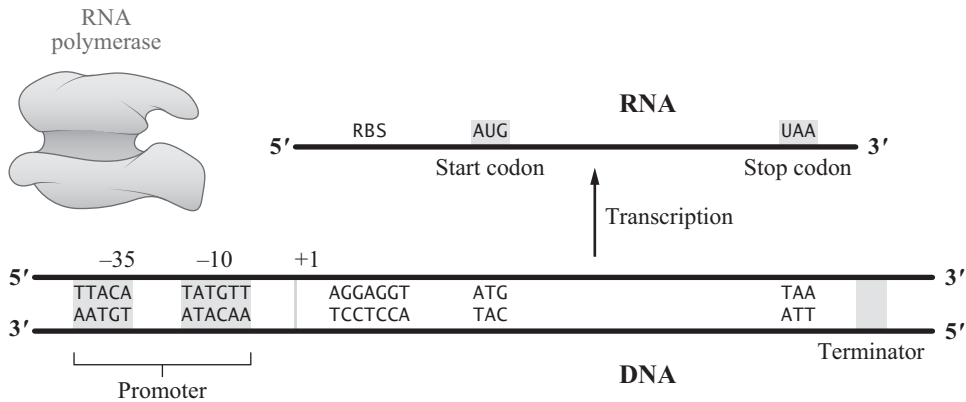 RNA
polymerase
RNA
RBS AUG UAA
5′ 3′
Start codon Stop codon
Transcription
–35 –10 +1
5′ 3′
TTACA TATGTT AGGAGGT ATG TAA
AATGT ATACAA TCCTCCA TAC ATT
3′ 5′
Terminator
Promoter
DNA